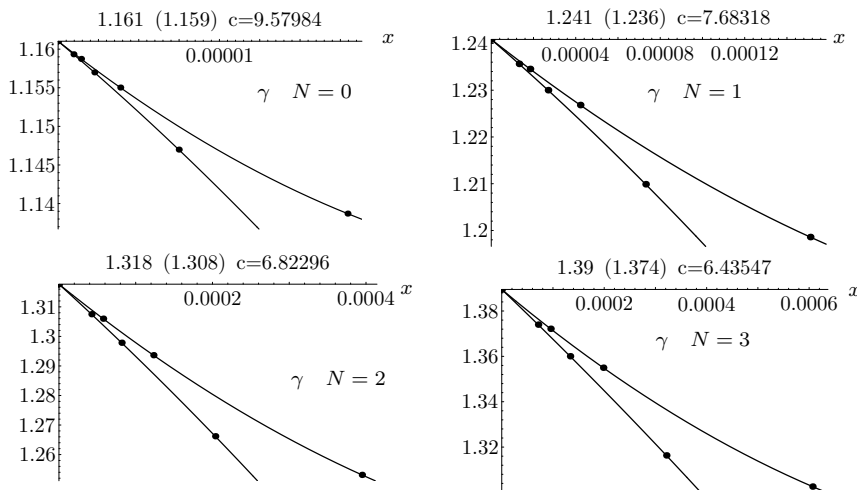 1.161 (1.159) c=9.57984
1.16
x
0.00001
1.155
γ N = 0
1.15
1.145
1.14
1.241 (1.236) c=7.68318
1.24
x
0.00004 0.00008 0.00012
1.23
γ N = 1
1.22
1.21
1.2
1.318 (1.308) c=6.82296
x
0.0002 0.0004
1.31
1.3
1.29
γ N = 2
1.28
1.27
1.26
1.39 (1.374) c=6.43547
x
1.38
0.0002 0.0004 0.0006
γ N = 3
1.36
1.34
1.32